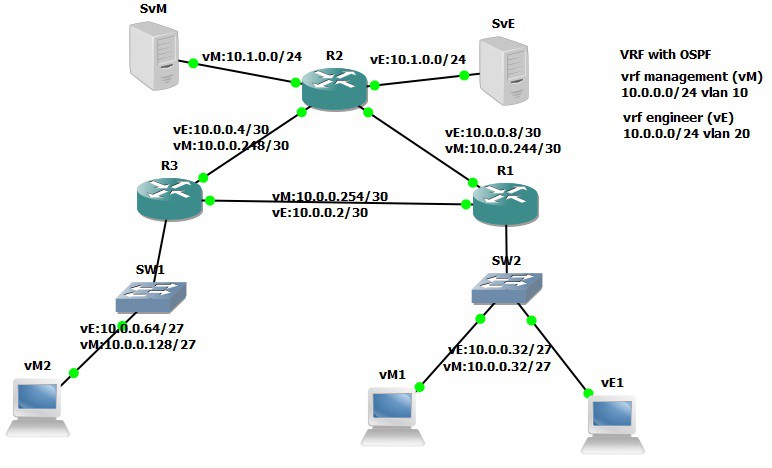 SvM
SvE
vM:10.1.0.0/24
R2
vE:10.1.0.0/24
VRF with OSPF
vrf management (vM)
10.0.0.0/24 vlan 10
vrf engineer (vE)
10.0.0.0/24 vlan 20
vE:10.0.0.4/30
vM:10.0.0.248/30
vE:10.0.0.8/30
vM:10.0.0.244/30
R3
R1
vM:10.0.0.254/30
vE:10.0.0.2/30
SW1
SW2
vE:10.0.0.64/27
vM:10.0.0.128/27
vE:10.0.0.32/27
vM:10.0.0.32/27
vM2
vM1
vE1